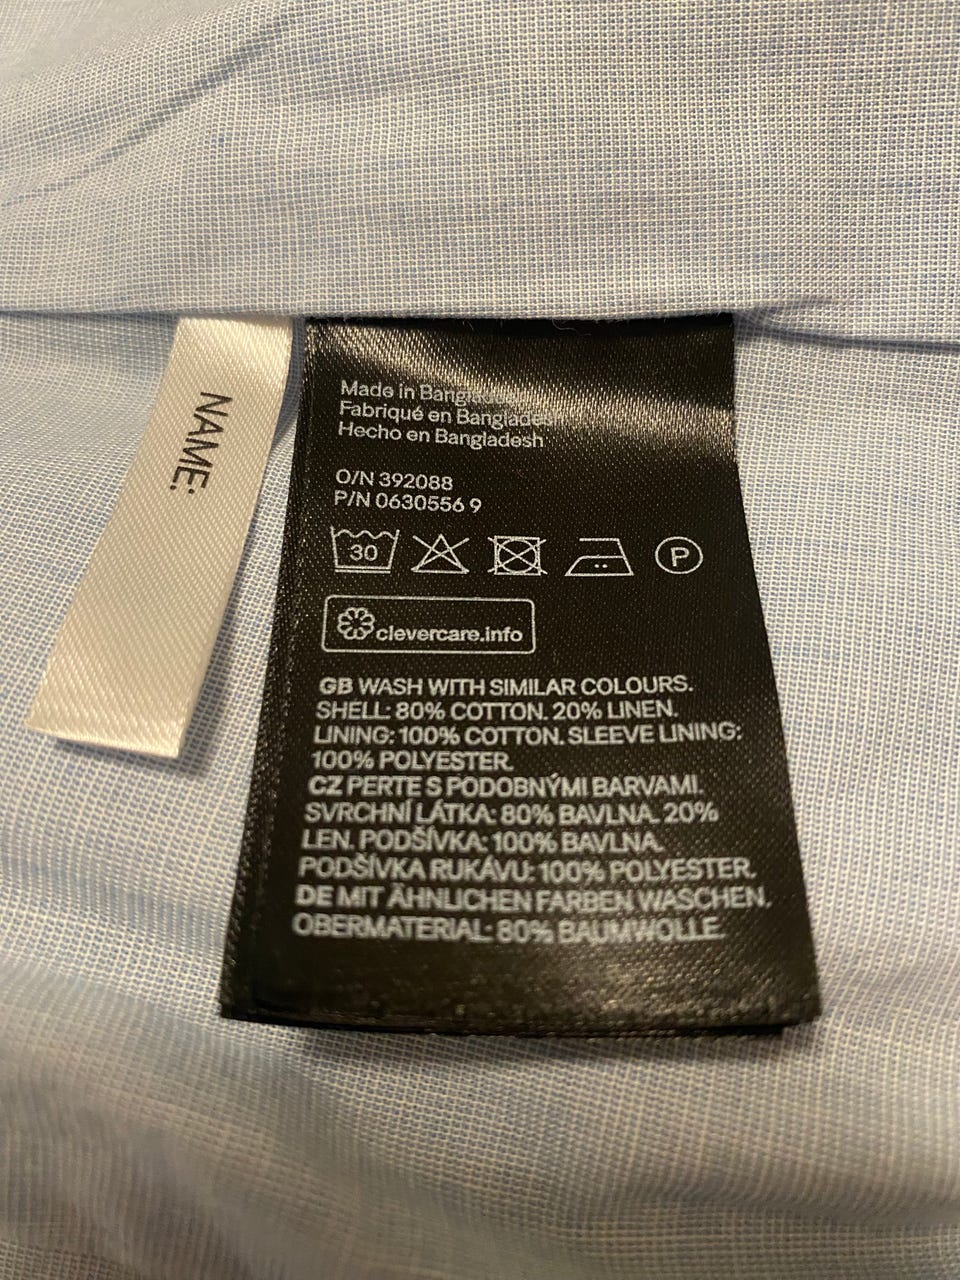 NAME:
Made in Bangladesh
Fabriqué en Bangladesh
Hecho en Bangladesh
O/N 392088
P/N 0630556 9
30
P
clevercare.info
GB WASH WITH SIMILAR COLOURS.
SHELL: 80% COTTON. 20% LINEN.
LINING: 100% COTTON. SLEEVE LINING:
100% POLYESTER.
CZ PERTE S PODOBNÝMI BARVAMI.
SVRCHNÍ LÁTKA: 80% BAVLNA. 20%
LEN. PODŠÍVKA: 100% BAVLNA.
PODŠÍVKA RUKÁVU: 100% POLYESTER.
DE MIT ÄHNLICHEN FARBEN WASCHEN.
OBERMATERIAL: 80% BAUMWOLLE.